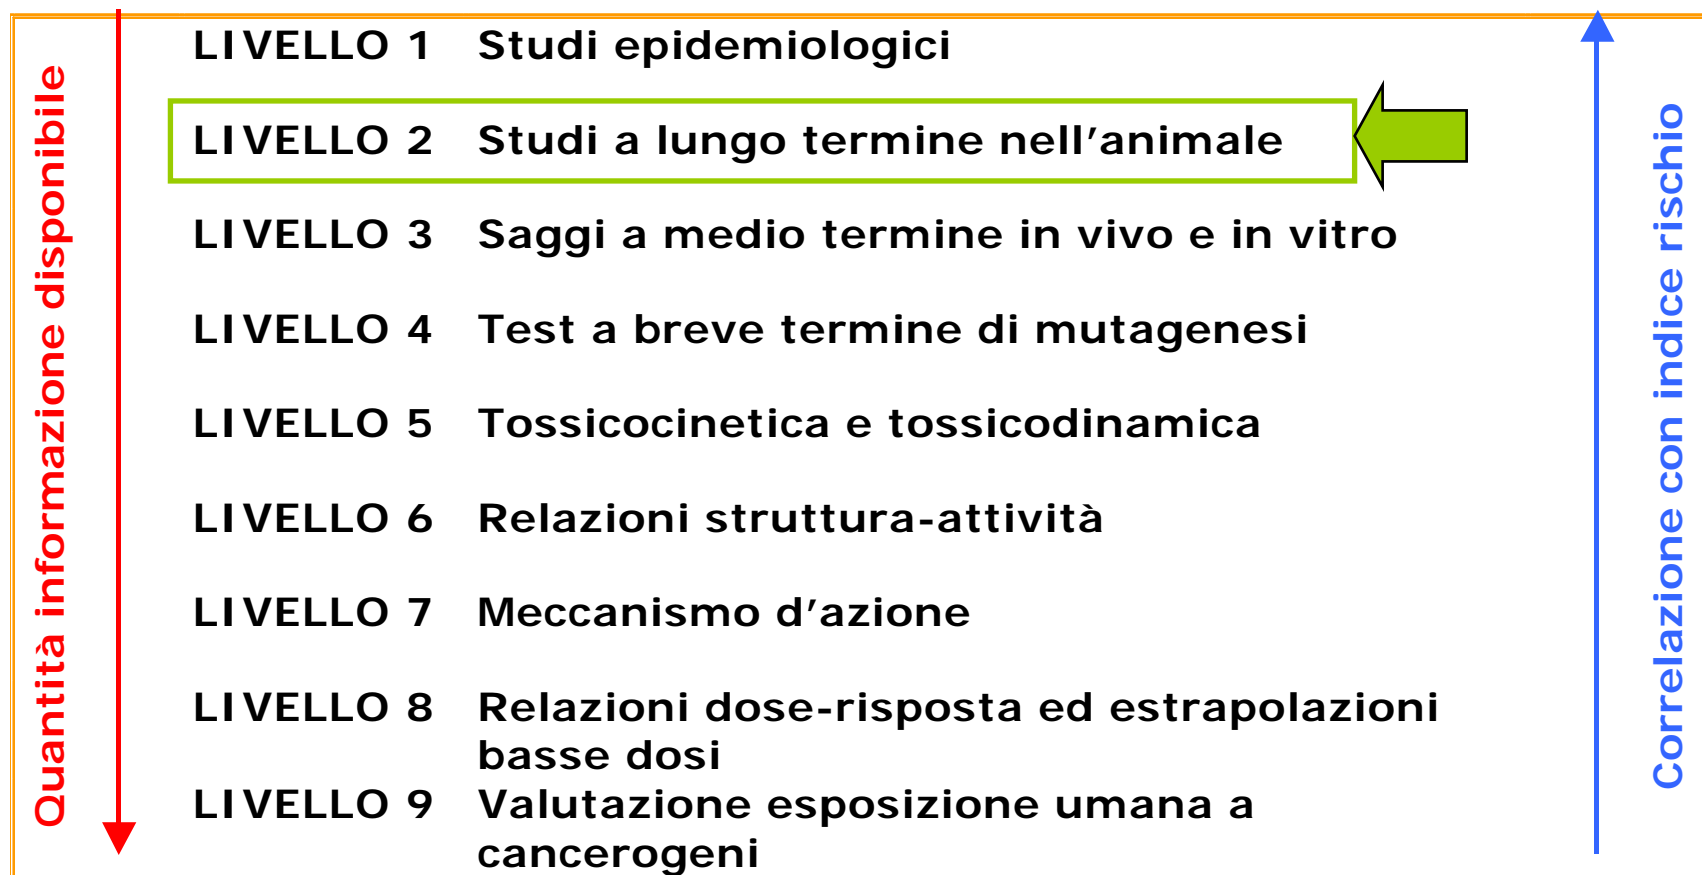 Quantità informazione disponibile
LIVELLO 1 Studi epidemiologici
LIVELLO 2 Studi a lungo termine nell’animale
LIVELLO 3 Saggi a medio termine in vivo e in vitro
LIVELLO 4 Test a breve termine di mutagenesi
LIVELLO 5 Tossicocinetica e tossicodinamica
LIVELLO 6 Relazioni struttura-attività
LIVELLO 7 Meccanismo d’azione
LIVELLO 8 Relazioni dose-risposta ed estrapolazioni
basse dosi
LIVELLO 9 Valutazione esposizione umana a
cancerogeni
Correlazione con indice rischio